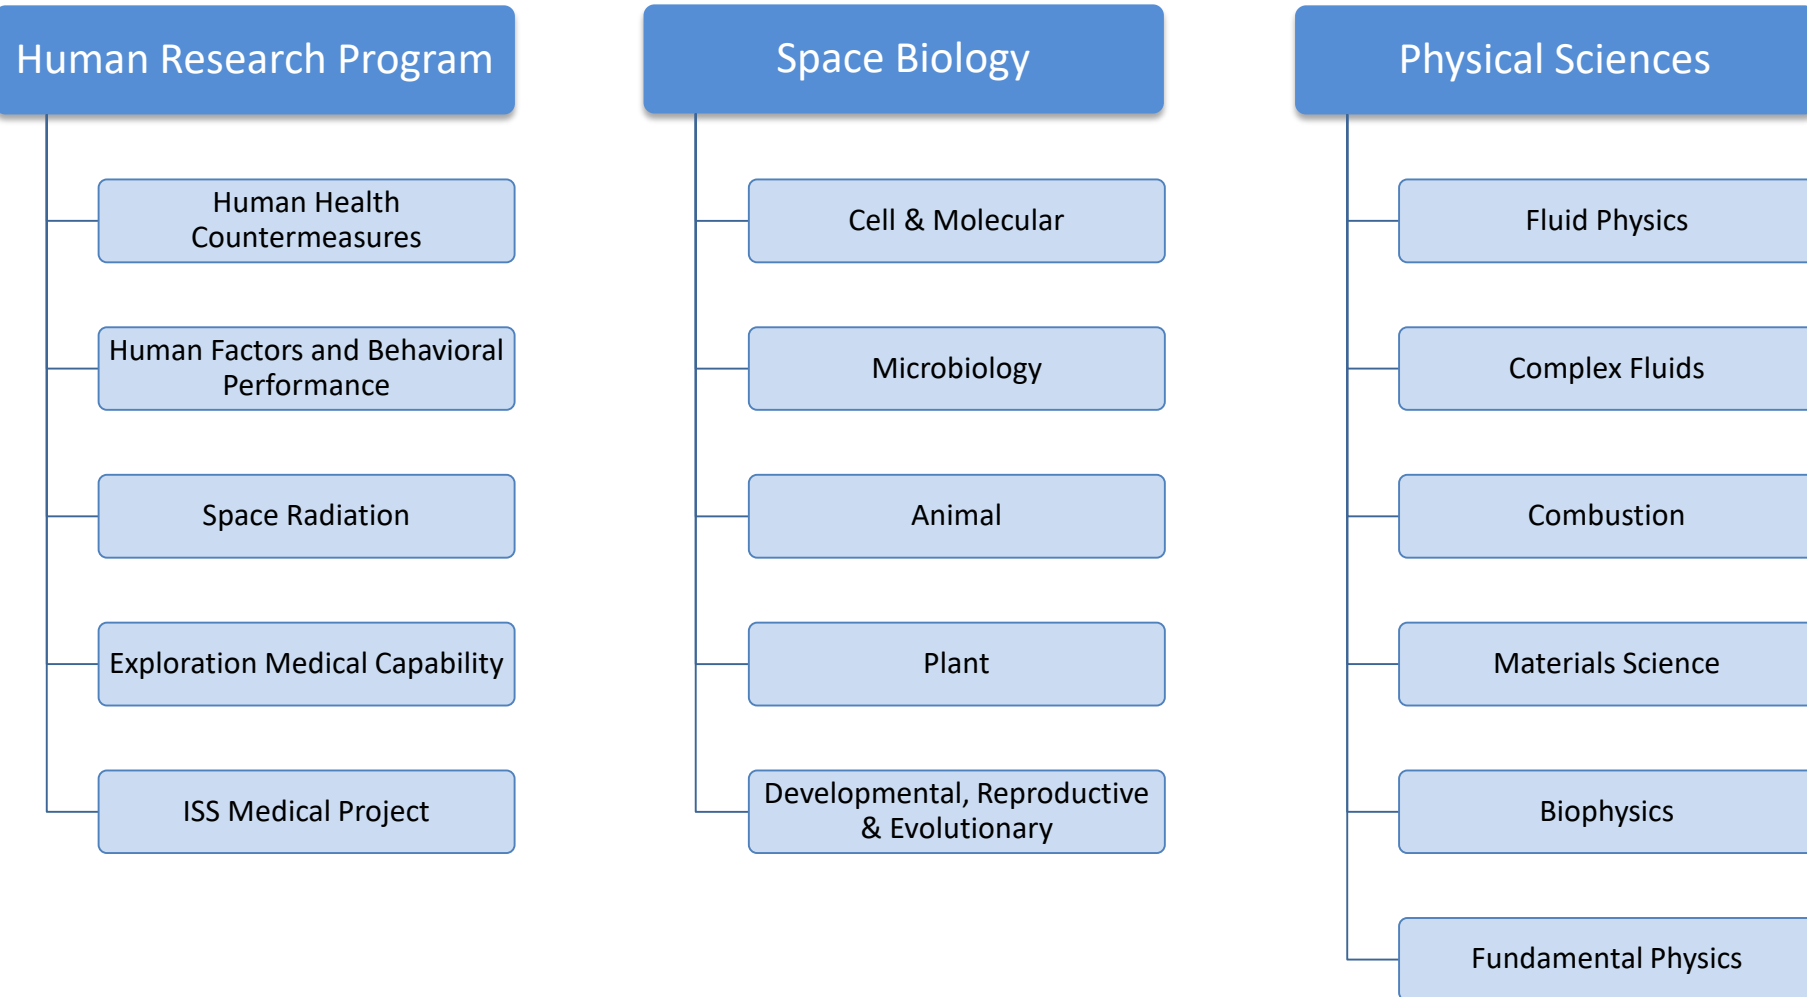 Human Research Program
Human Health
Countermeasures
Human Factors and Behavioral
Performance
Space Radiation
Exploration Medical Capability
ISS Medical Project
Space Biology
Cell & Molecular
Microbiology
Animal
Plant
Developmental, Reproductive
& Evolutionary
Physical Sciences
Fluid Physics
Complex Fluids
Combustion
Materials Science
Biophysics
Fundamental Physics